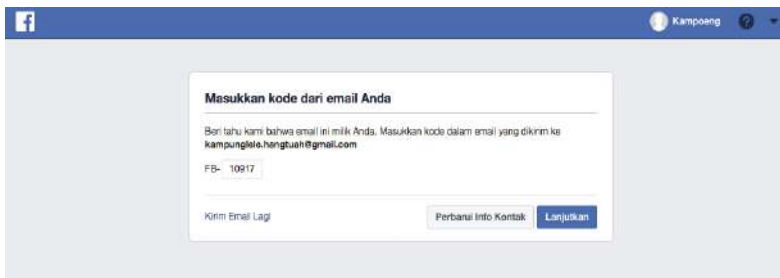 f
Kampoeng
?
Masukkan kode dari email Anda
Beri tahu kami bahwa email ini milik Anda. Masukkan kode dalam email yang dikirim ke
kampunglele.hangtuah@gmail.com
FB- 10917
Kirim Email Lagi
Perbarui Info Kontak
Lanjutkan